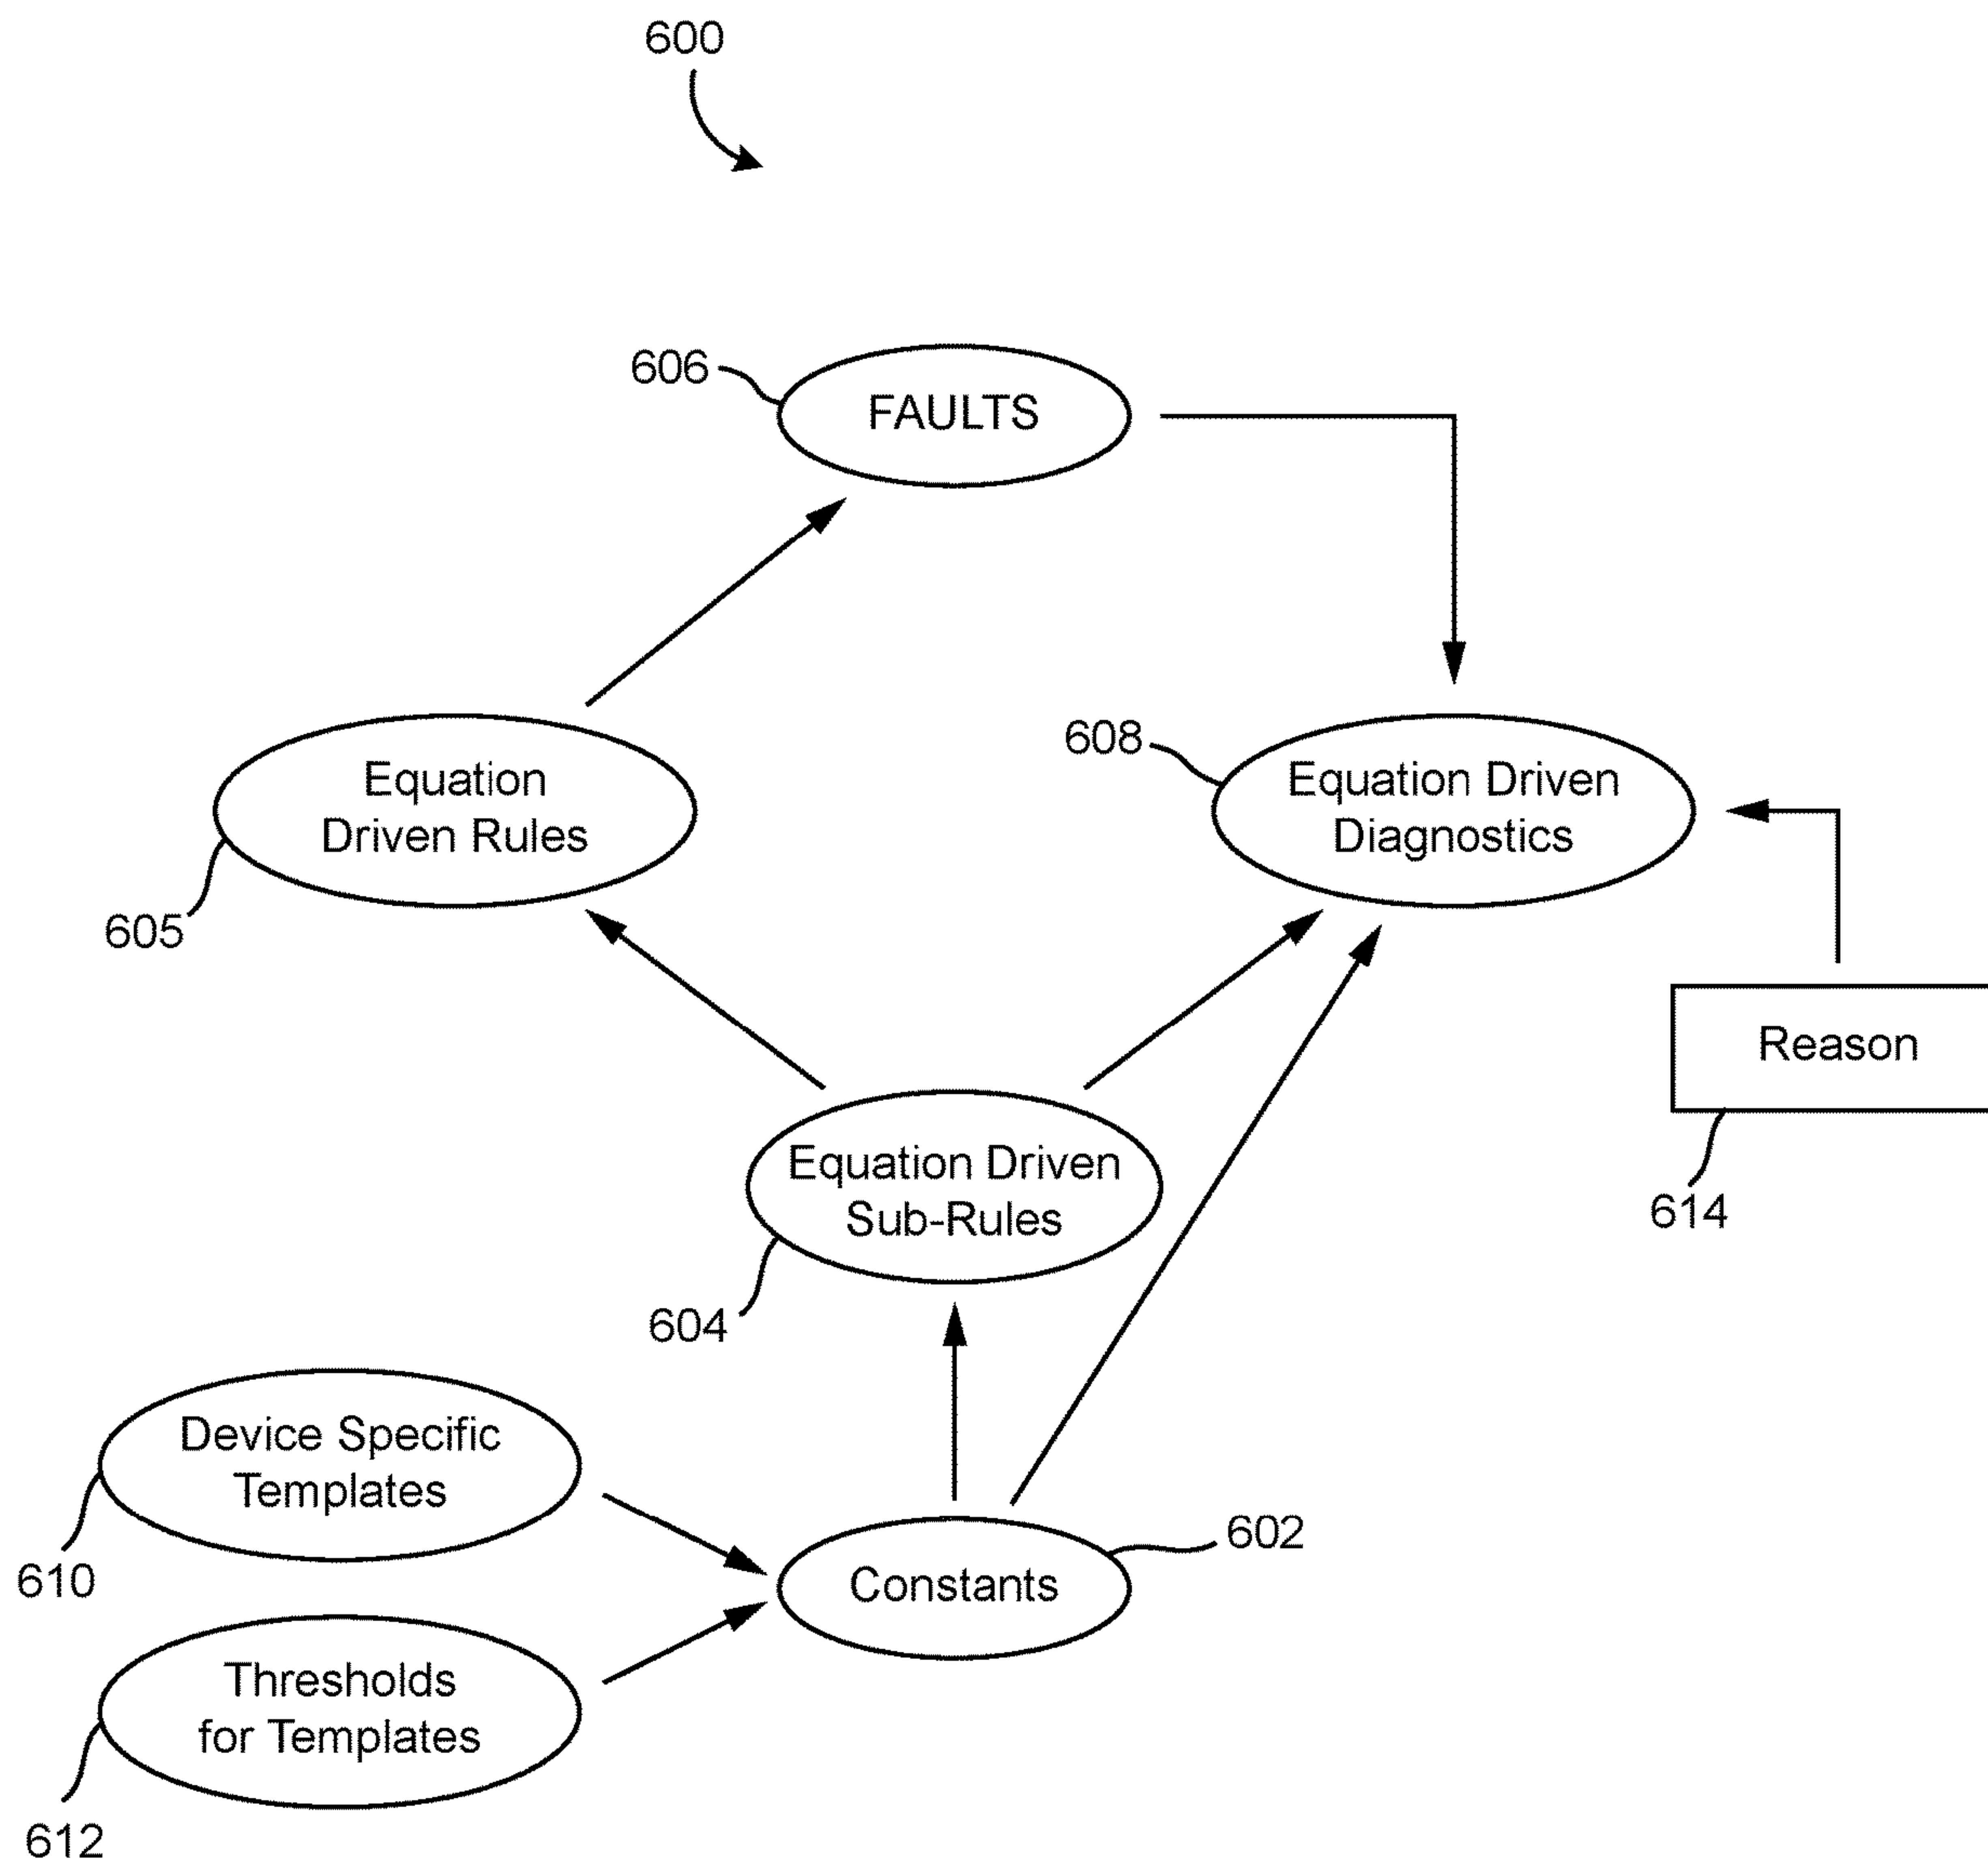 600
606
FAULTS
608
Equation
Driven Rules
Equation Driven
Diagnostics
605
Reason
Equation Driven
Sub-Rules
614
604
Device Specific
Templates
602
610
Constants
Thresholds
for Templates
612